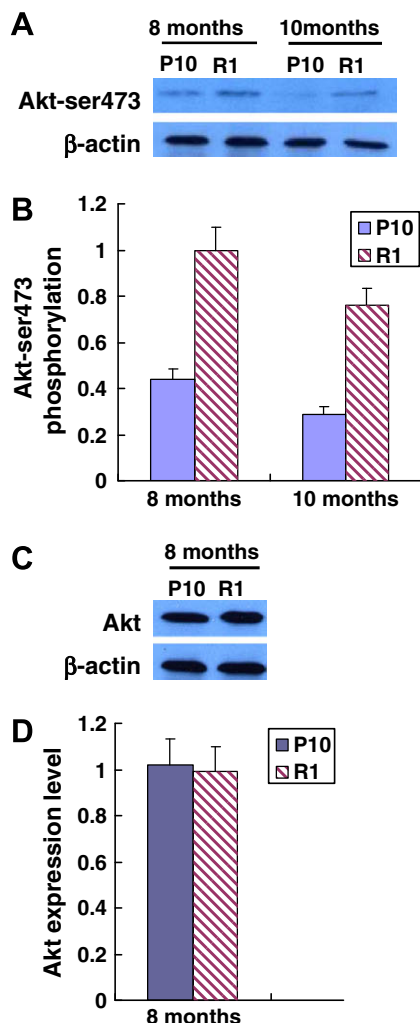 A
8 months 10months
P10 R1 P10 R1
Akt-ser473
β-actin
B
Akt-ser473
phosphorylation
1.2
1
0.8
0.6
0.4
0.2
0
P10
R1
8 months 10 months
C
8 months
P10 R1
Akt
β-actin
D
Akt expression level
1.2
1
0.8
0.6
0.4
0.2
0
P10
R1
8 months